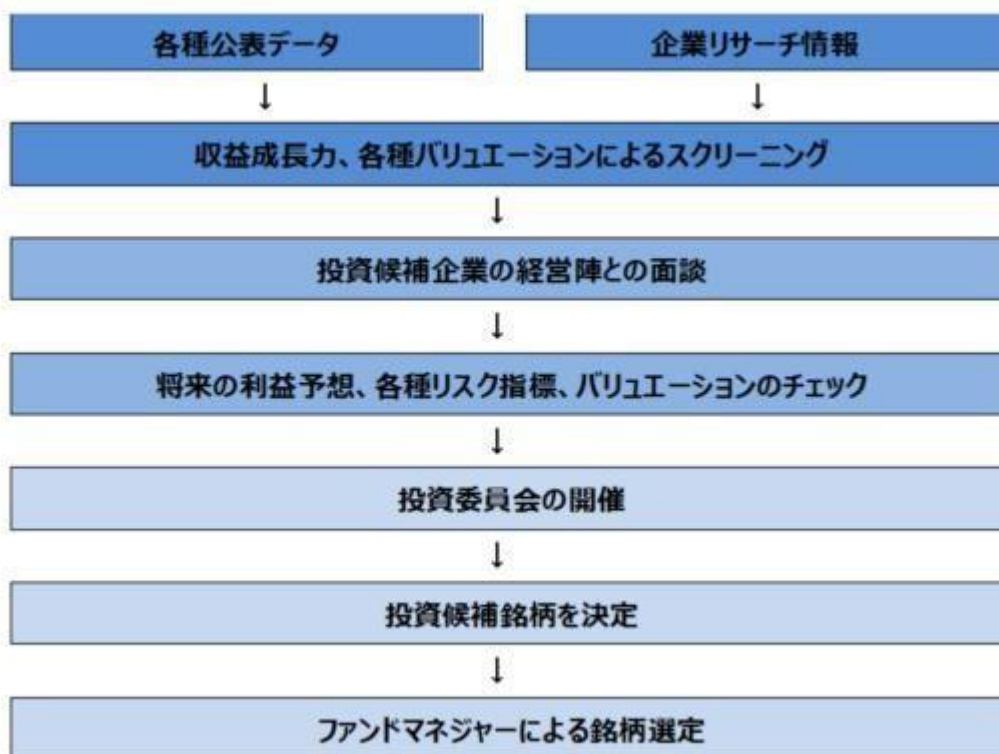 各種公表データ
企業リサーチ情報
↓
↓
収益成長力、各種バリュエーションによるスクリーニング
↓
投資候補企業の経営陣との面談
↓
将来の利益予想、各種リスク指標、バリュエーションのチェック
↓
投資委員会の開催
↓
投資候補銘柄を決定
↓
ファンドマネジャーによる銘柄選定